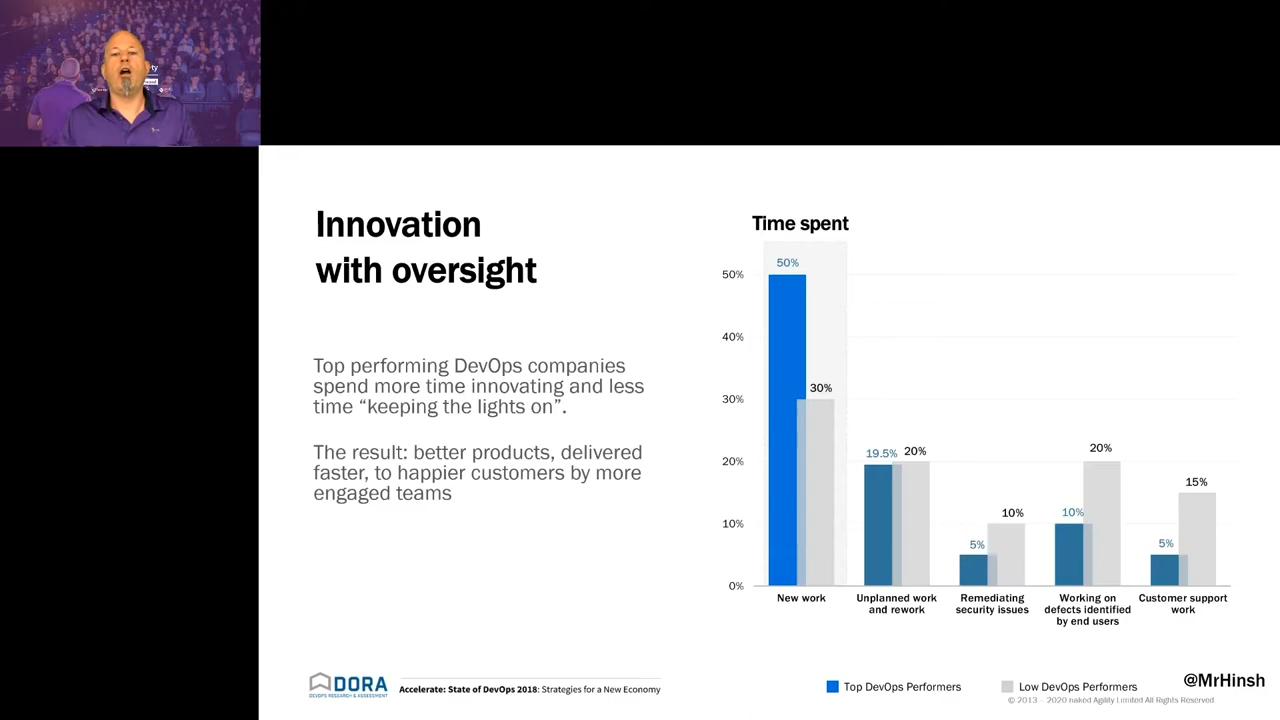 Innovation
with oversight
Top performing DevOps companies
spend more time innovating and less
time “keeping the lights on”.
The result: better products, delivered
faster, to happier customers by more
engaged teams
Time spent
50%
40%
30%
20%
10%
0%
50%
30%
19.5%
20%
5%
10%
10%
20%
5%
15%
New work
Unplanned work
and rework
Remediating
security issues
Working on
defects identified
by end users
Customer support
work
DORA
DEVOPS RESEARCH & ASSESSMENT
Accelerate: State of DevOps 2018: Strategies for a New Economy
Top DevOps Performers
Low DevOps Performers
@MrHinsh
© 2013 – 2020 naked Agility Limited All Rights Reserved